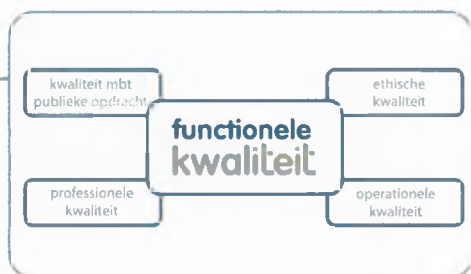 kwaliteit mbt
publieke opdracht
ethische
kwaliteit
functionele
kwaliteit
professionele
kwaliteit
operationele
kwaliteit